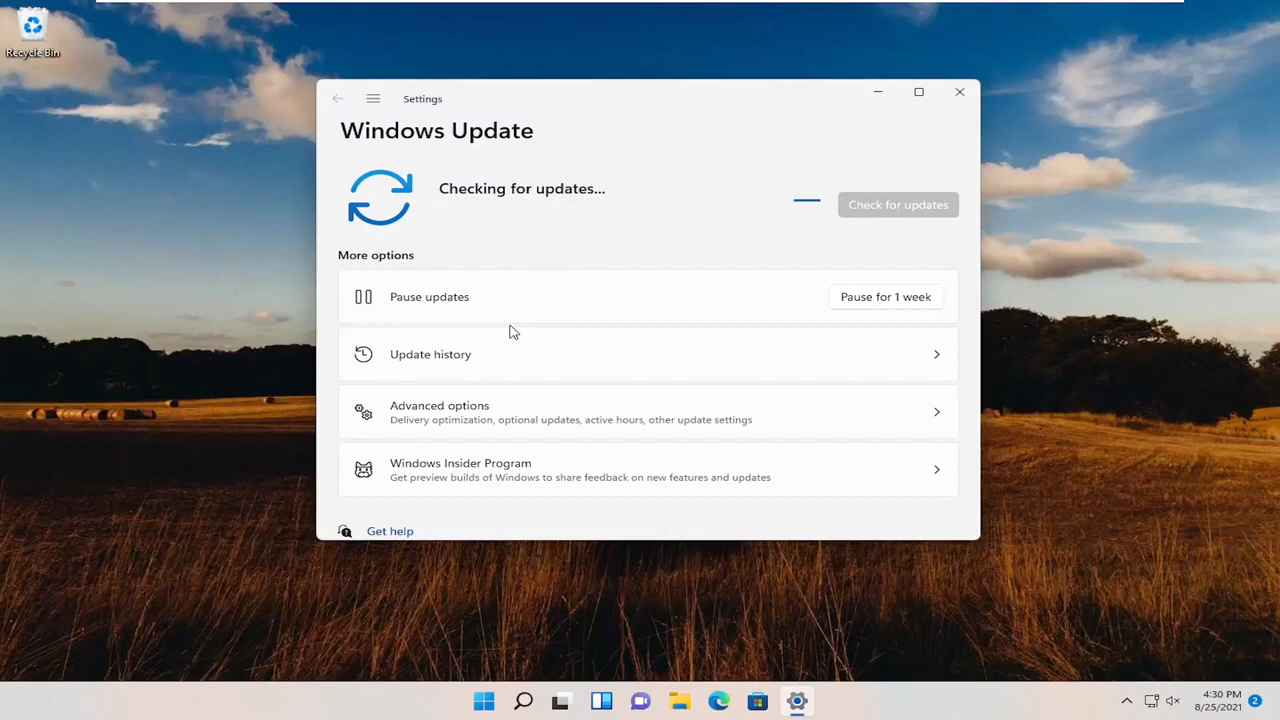 Recycle Bin
Settings
Windows Update
Checking for updates...
Check for updates
More options
Pause updates
Pause for 1 week
Update history
Advanced options
Delivery optimization, optional updates, active hours, other update settings
Windows Insider Program
Get preview builds of Windows to share feedback on new features and updates
Get help
4:30 PM
8/25/2021
2